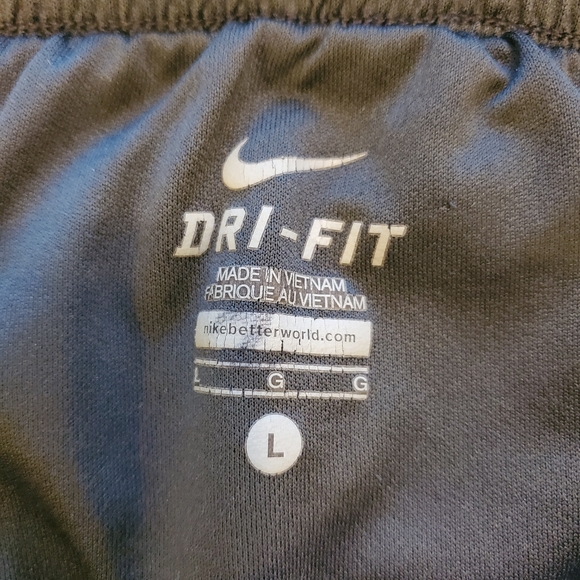 DRI-FIT
MADE IN VIETNAM
FABRIQUE AU VIETNAM
nikebetterworld.com
L G G
L